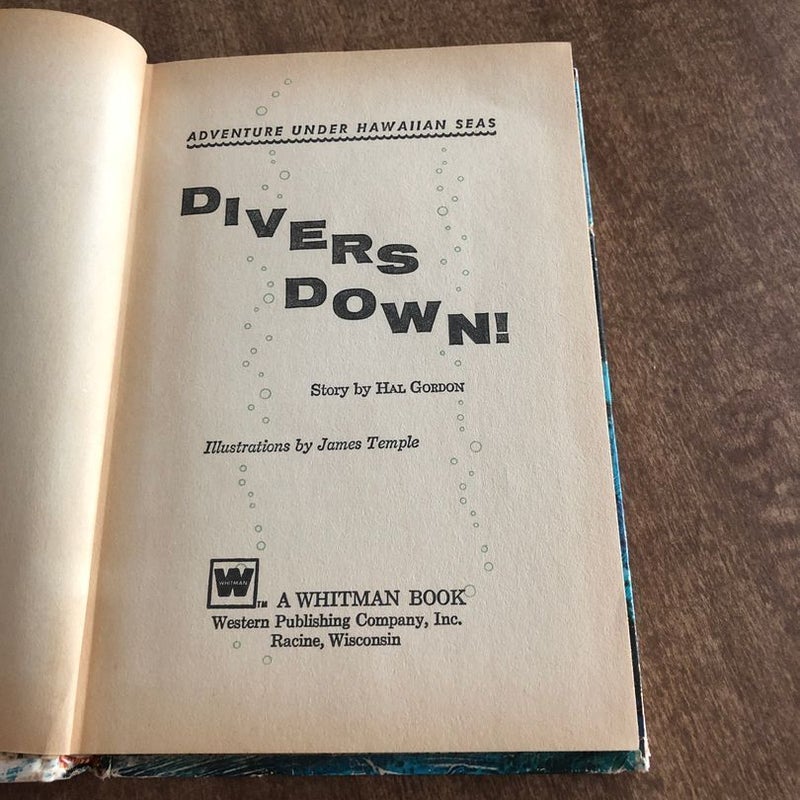 ADVENTURE UNDER HAWAIIAN SEAS
DIVERS
DOWN!
Story by HAL GORDON
Illustrations by James Temple
W
WHITMAN
TM
A WHITMAN BOOK
Western Publishing Company, Inc.
Racine, Wisconsin